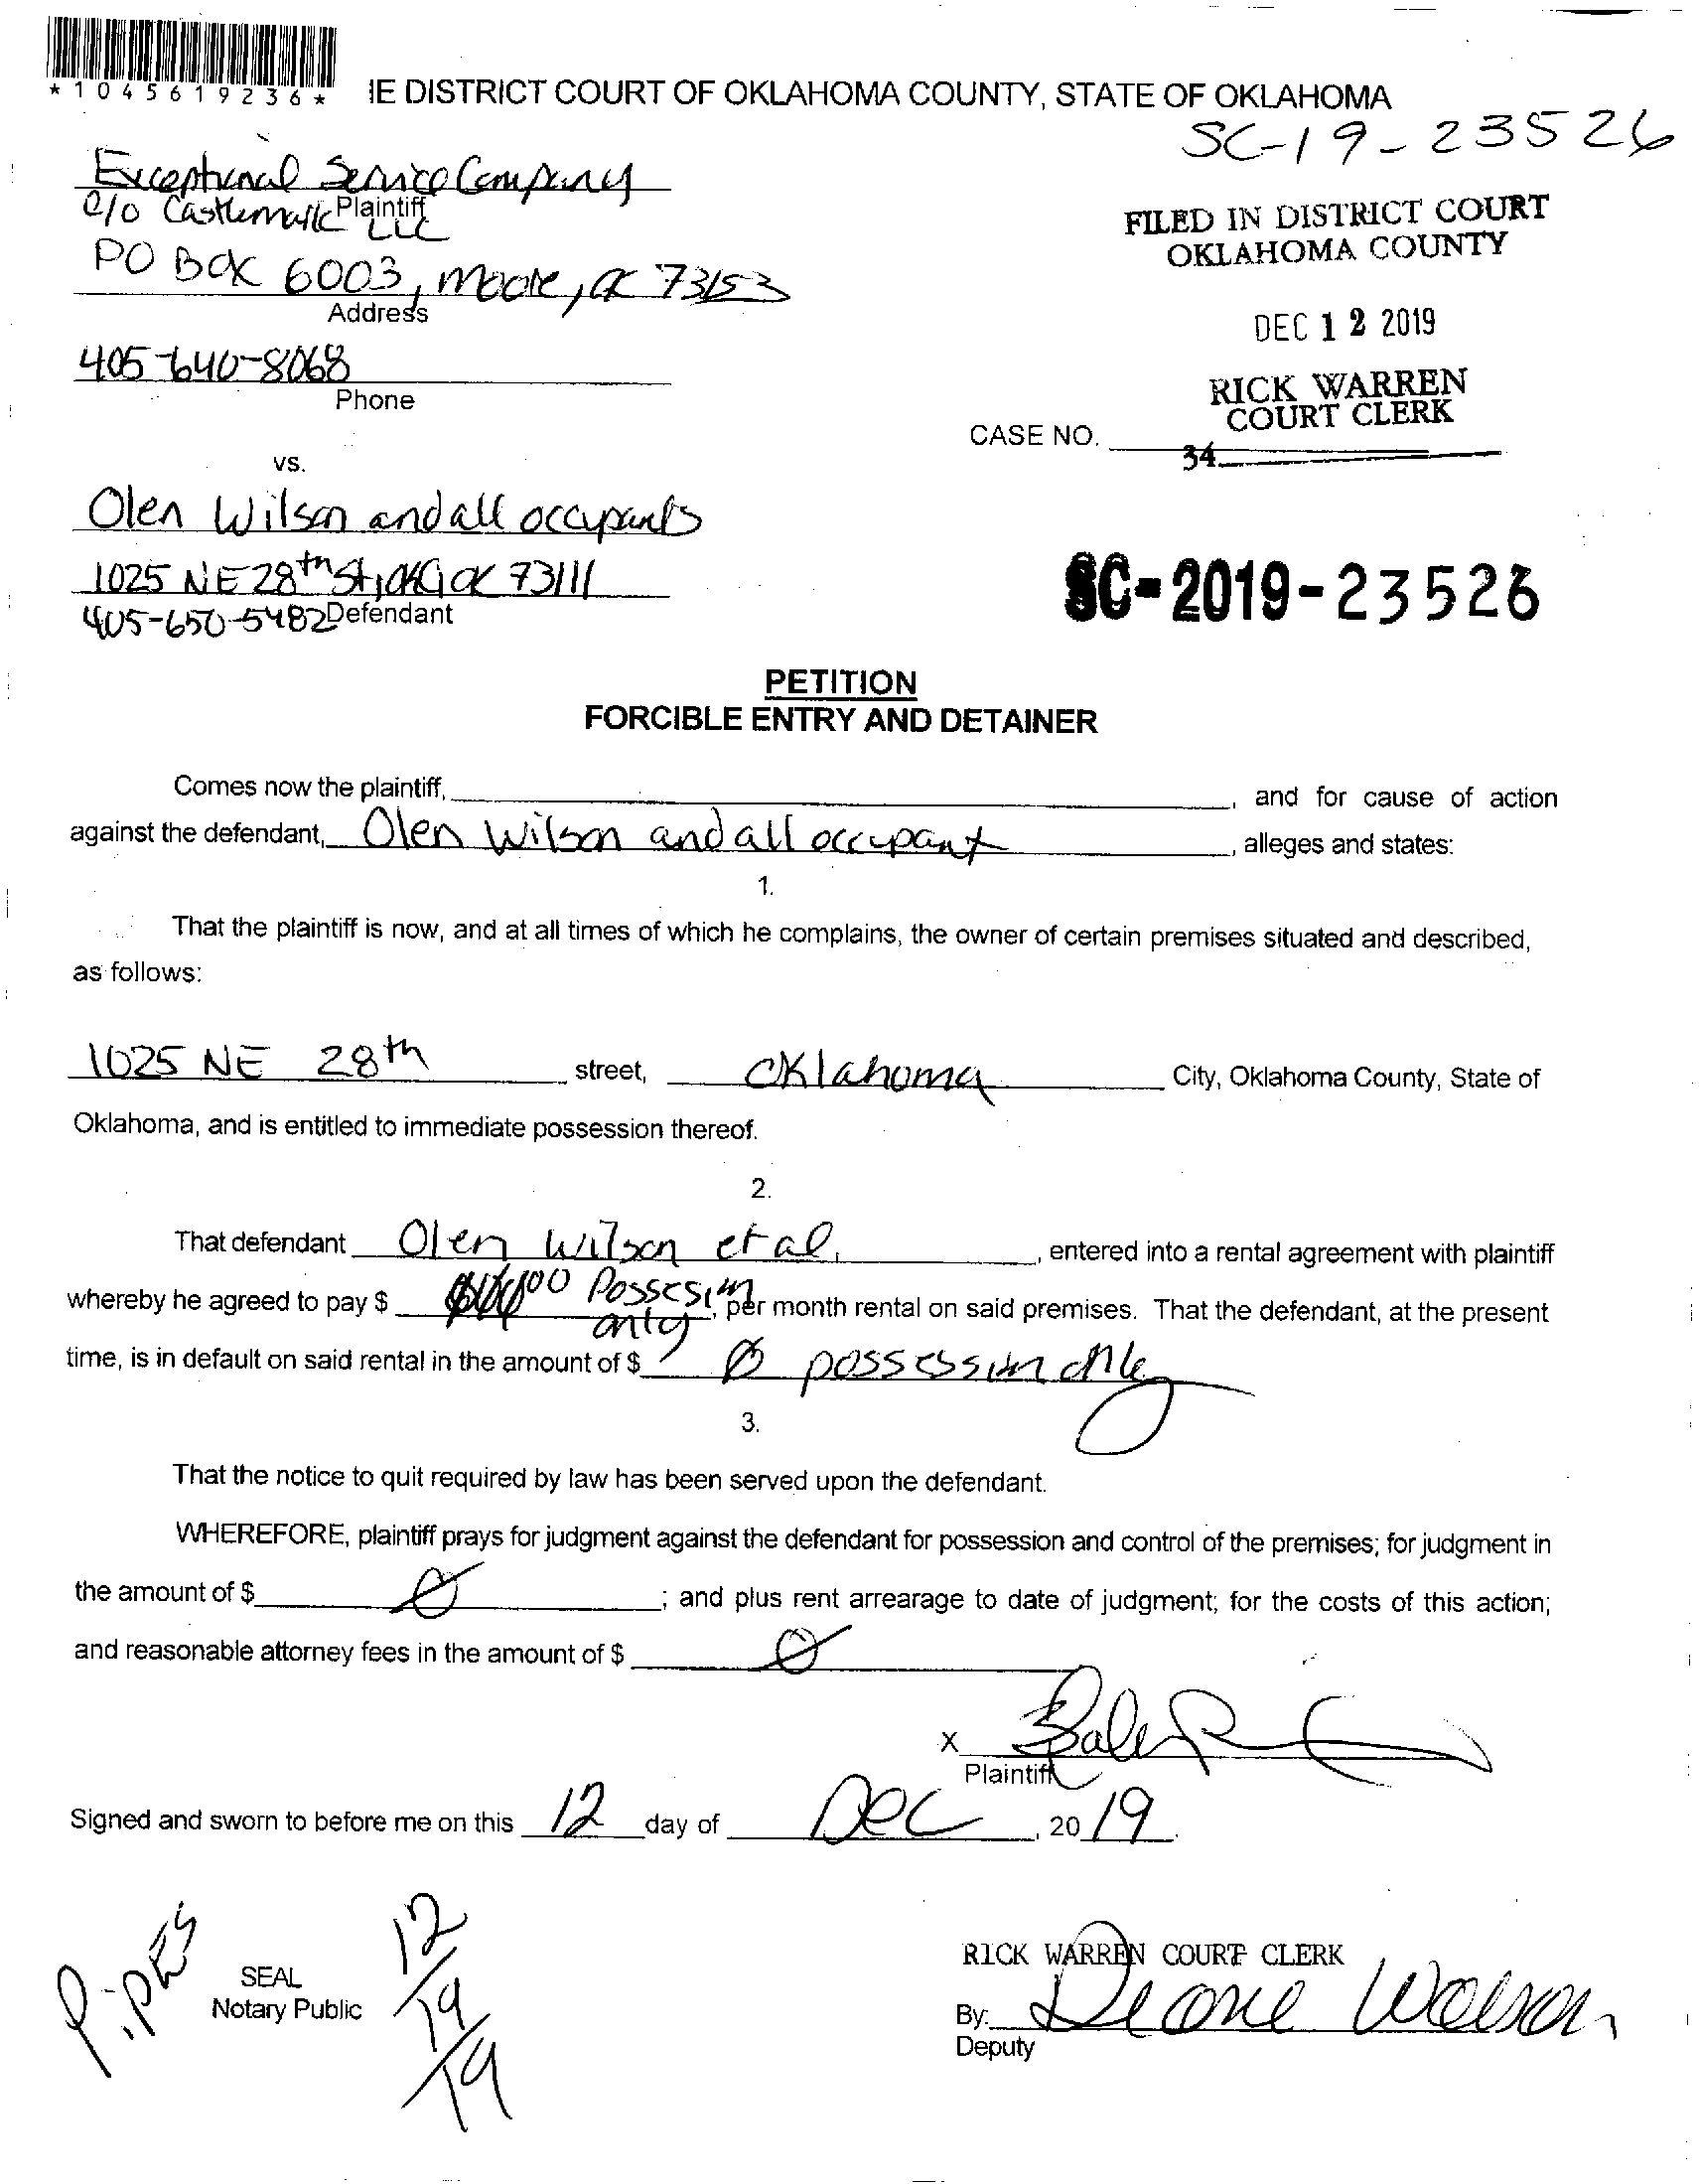 *1045619236*
IE DISTRICT COURT OF OKLAHOMA COUNTY, STATE OF OKLAHOMA
SC-19-23526
Exceptional Service Company
c/o Castlemark LLC
Plaintiff
FILED IN DISTRICT COURT
OKLAHOMA COUNTY
PO Box 6003, Moore, OK 73153
Address
DEC 12 2019
405-640-8068
Phone
RICK WARREN
COURT CLERK
CASE NO.
34
vs.
Olen Wilson and all occupants
1025 NE 28th St, OKC, OK 73111
405-650-5482 Defendant
SC-2019-23526
PETITION
FORCIBLE ENTRY AND DETAINER
Comes now the plaintiff, , and for cause of action
against the defendant, Olen Wilson and all occupant , alleges and states:
1.
That the plaintiff is now, and at all times of which he complains, the owner of certain premises situated and described,
as follows:
1025 NE 28th street, Oklahoma City, Oklahoma County, State of
Oklahoma, and is entitled to immediate possession thereof.
2.
That defendant Olen Wilson et al, , entered into a rental agreement with plaintiff
whereby he agreed to pay $ Possession only, per month rental on said premises. That the defendant, at the present
time, is in default on said rental in the amount of $ Ø possession only
3.
That the notice to quit required by law has been served upon the defendant.
WHEREFORE, plaintiff prays for judgment against the defendant for possession and control of the premises; for judgment in
the amount of $ Ø ; and plus rent arrearage to date of judgment; for the costs of this action;
and reasonable attorney fees in the amount of $ Ø
X
Plaintiff
Signed and sworn to before me on this 12 day of Dec , 20 19.
P.ipes
12/19/19
SEAL
Notary Public
RICK WARREN COURT CLERK
By: Diane Watson
Deputy